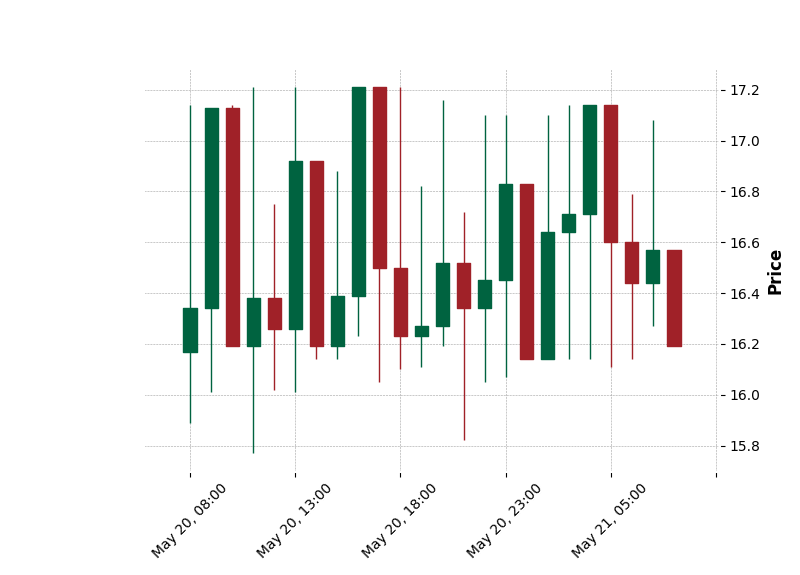 17.2
17.0
16.8
16.6
16.4
16.2
16.0
15.8
Price
May 20, 08:00
May 20, 13:00
May 20, 18:00
May 20, 23:00
May 21, 05:00